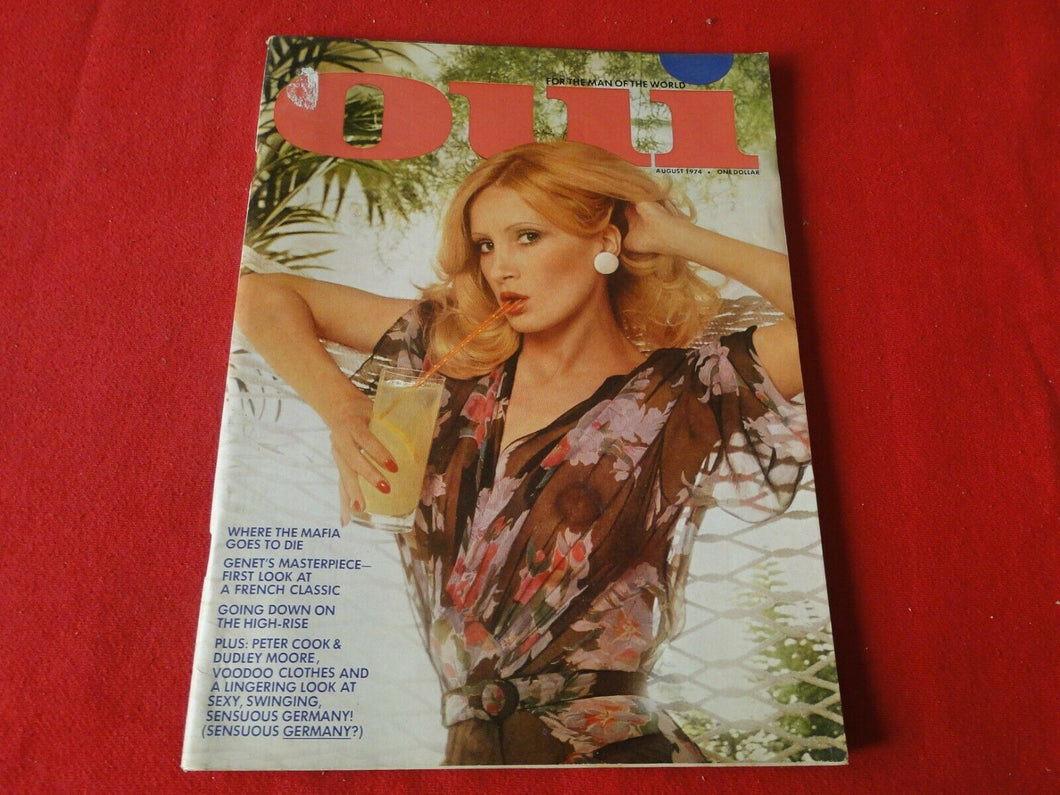 FOR THE MAN OF THE WORLD
OUI
AUGUST 1974 • ONE DOLLAR
WHERE THE MAFIA
GOES TO DIE
GENET'S MASTERPIECE—
FIRST LOOK AT
A FRENCH CLASSIC
GOING DOWN ON
THE HIGH-RISE
PLUS: PETER COOK &
DUDLEY MOORE,
VOODOO CLOTHES AND
A LINGERING LOOK AT
SEXY, SWINGING,
SENSUOUS GERMANY!
(SENSUOUS GERMANY?)